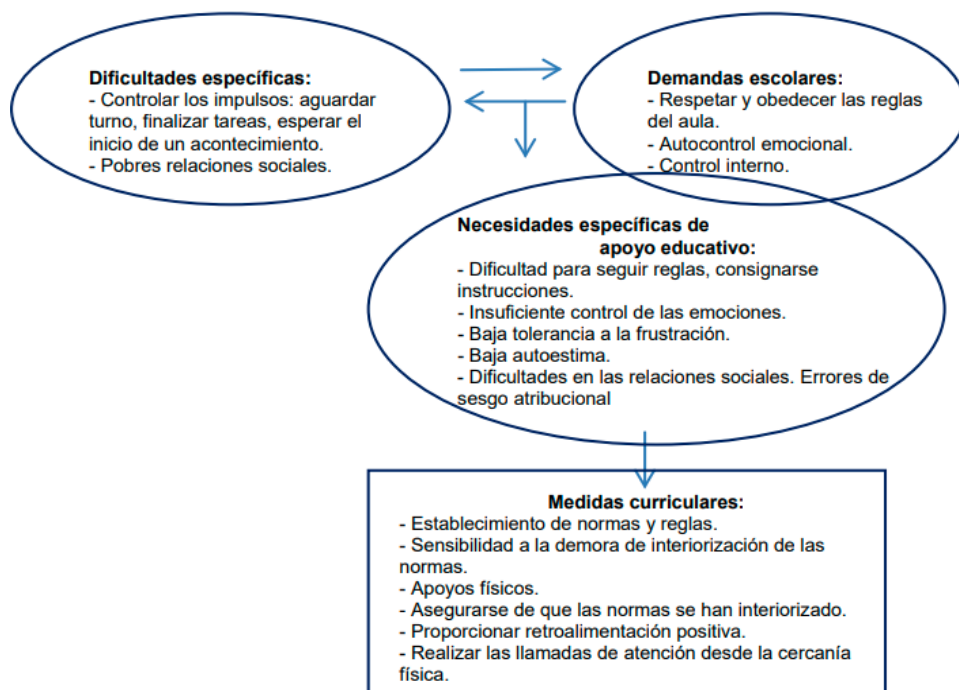 Dificultades específicas:
- Controlar los impulsos: aguardar
turno, finalizar tareas, esperar el
inicio de un acontecimiento.
- Pobres relaciones sociales.
Demandas escolares:
- Respetar y obedecer las reglas
del aula.
- Autocontrol emocional.
- Control interno.
Necesidades específicas de
apoyo educativo:
- Dificultad para seguir reglas, consignarse
instrucciones.
- Insuficiente control de las emociones.
- Baja tolerancia a la frustración.
- Baja autoestima.
- Dificultades en las relaciones sociales. Errores de
sesgo atribucional
Medidas curriculares:
- Establecimiento de normas y reglas.
- Sensibilidad a la demora de interiorización de las
normas.
- Apoyos físicos.
- Asegurarse de que las normas se han interiorizado.
- Proporcionar retroalimentación positiva.
- Realizar las llamadas de atención desde la cercanía
física.